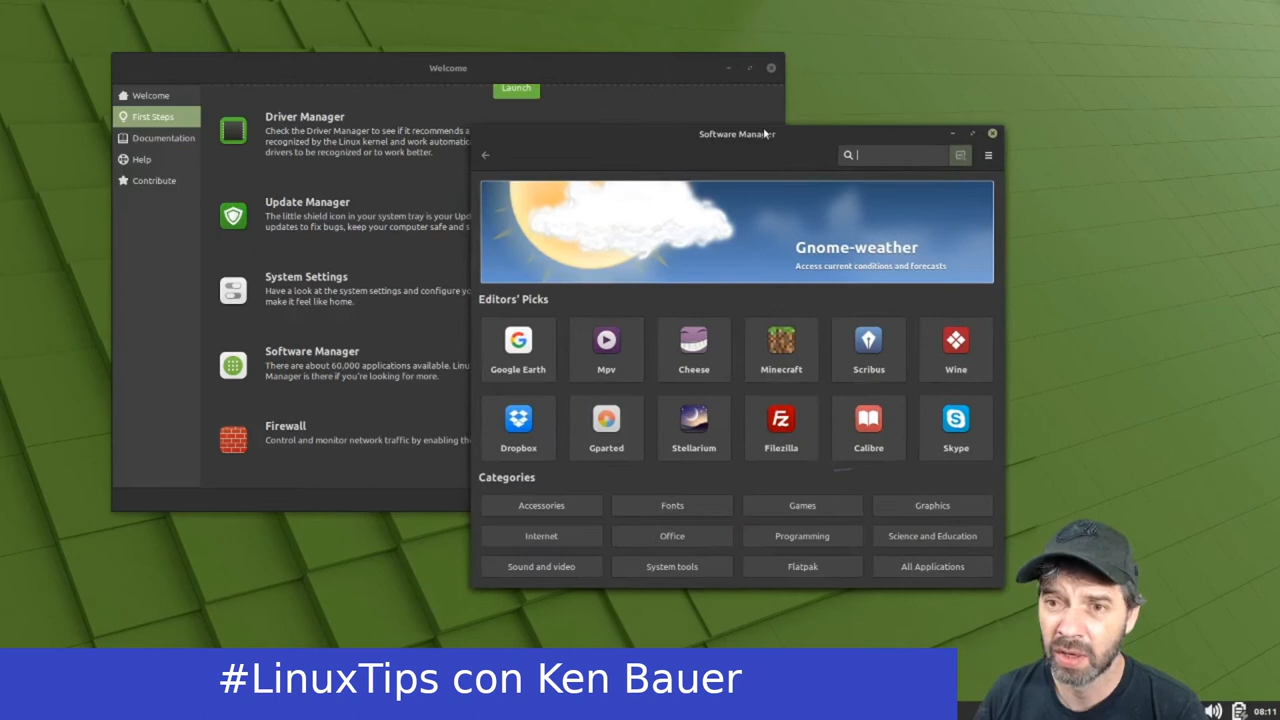 Welcome
Launch
Welcome
First Steps
Documentation
Help
Contribute
Driver Manager
Check the Driver Manager to see if it recommends a
recognized by the Linux kernel and work automatica
drivers to be recognized or to work better.
Update Manager
The little shield icon in your system tray is your Upd
updates to fix bugs, keep your computer safe and s
System Settings
Have a look at the system settings and configure yo
make it feel like home.
Software Manager
There are about 60,000 applications available. Linu
Manager is there if you're looking for more.
Firewall
Control and monitor network traffic by enabling the
Software Manager
Gnome-weather
Access current conditions and forecasts
Editors' Picks
Google Earth Mpv Cheese Minecraft Scribus Wine
Dropbox Gparted Stellarium Filezilla Calibre Skype
Categories
Accessories Fonts Games Graphics
Internet Office Programming Science and Education
Sound and video System tools Flatpak All Applications
#LinuxTips con Ken Bauer
08:11